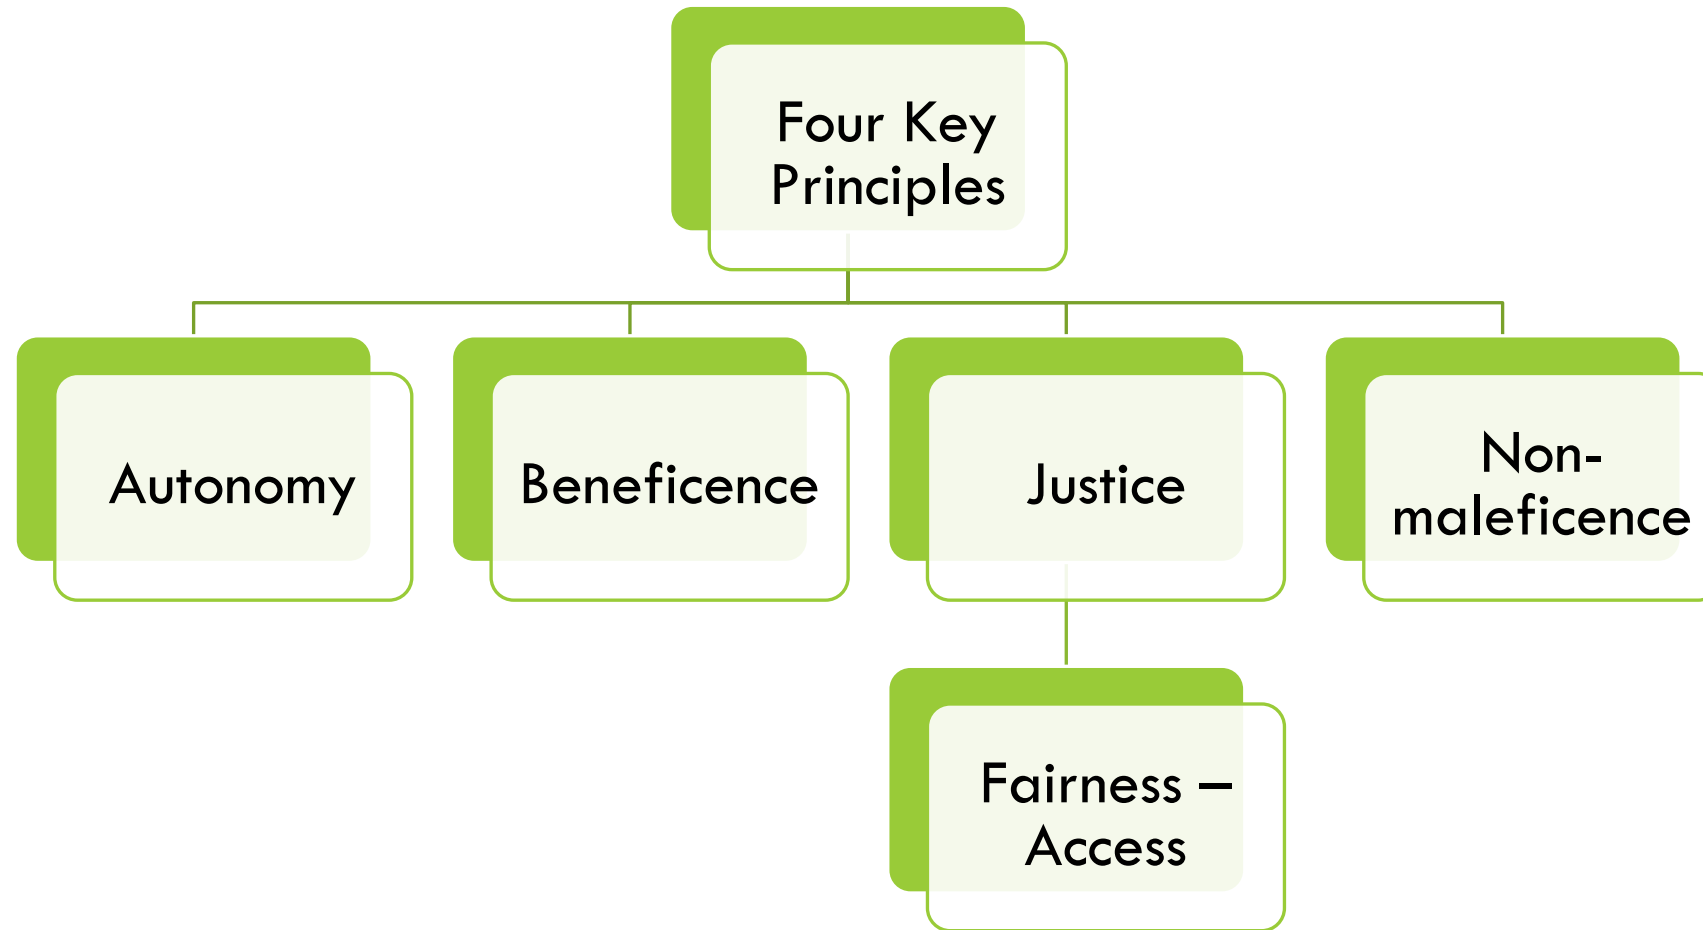 Four Key
Principles
Autonomy
Beneficence
Justice
Non-
maleficence
Fairness –
Access